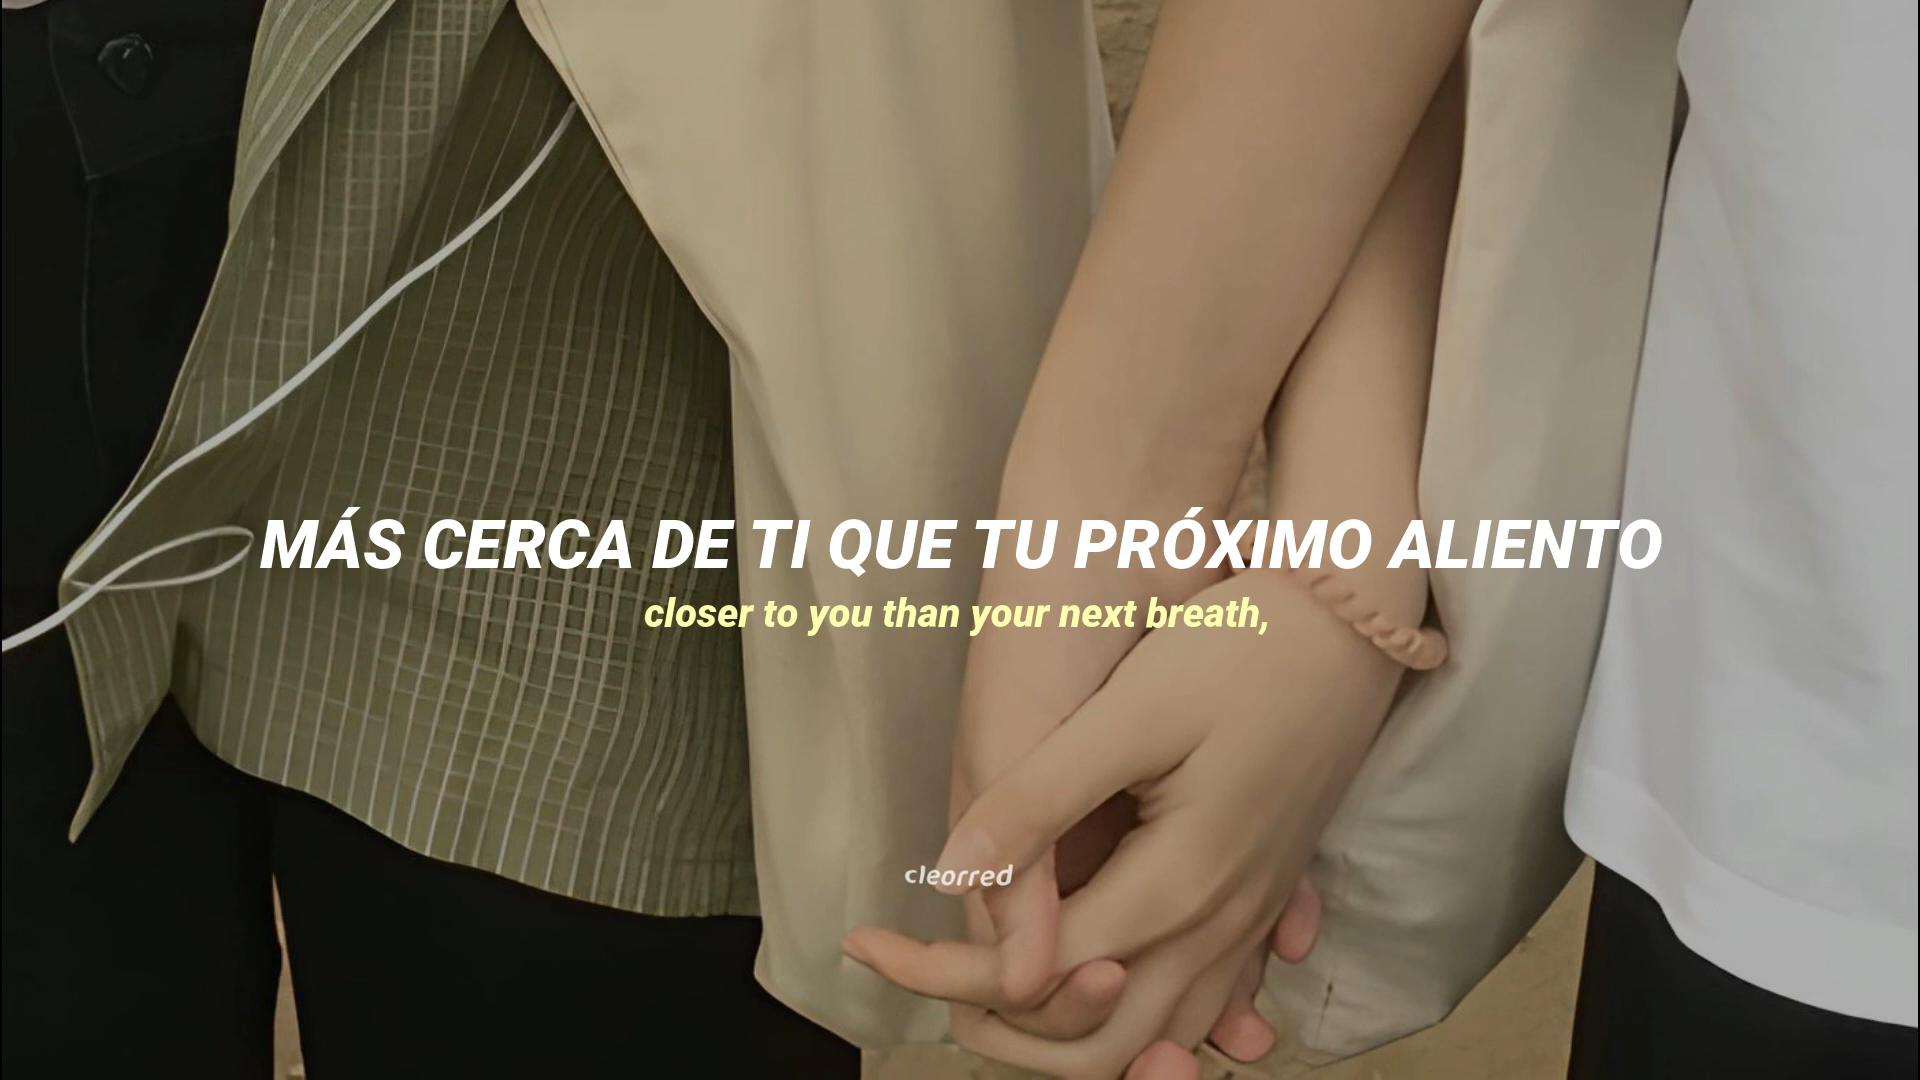 MÁS CERCA DE TI QUE TU PRÓXIMO ALIENTO
closer to you than your next breath,
cleorred